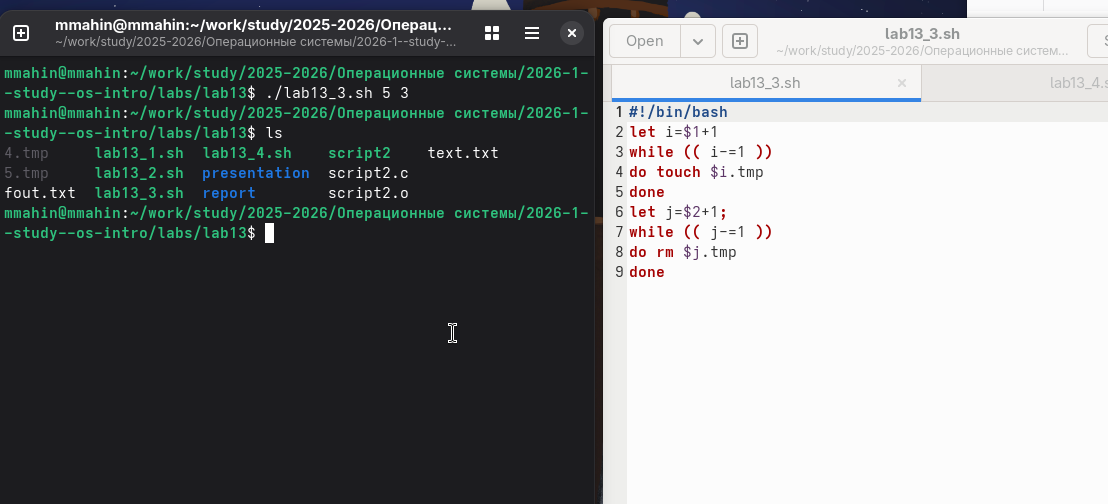 mmahin@mmahin:~/work/study/2025-2026/Операц...
~/work/study/2025-2026/Операционные системы/2026-1--study-...
mmahin@mmahin:~/work/study/2025-2026/Операционные системы/2026-1-
-study--os-intro/labs/lab13$ ./lab13_3.sh 5 3
mmahin@mmahin:~/work/study/2025-2026/Операционные системы/2026-1-
-study--os-intro/labs/lab13$ ls
4.tmp lab13_1.sh lab13_4.sh script2 text.txt
5.tmp lab13_2.sh presentation script2.c
fout.txt lab13_3.sh report script2.o
mmahin@mmahin:~/work/study/2025-2026/Операционные системы/2026-1-
-study--os-intro/labs/lab13$
Open
lab13_3.sh
~/work/study/2025-2026/Операционные систем...
lab13_3.sh
lab13_4.s
1 #!/bin/bash
2 let i=$1+1
3 while (( i-=1 ))
4 do touch $i.tmp
5 done
6 let j=$2+1;
7 while (( j-=1 ))
8 do rm $j.tmp
9 done